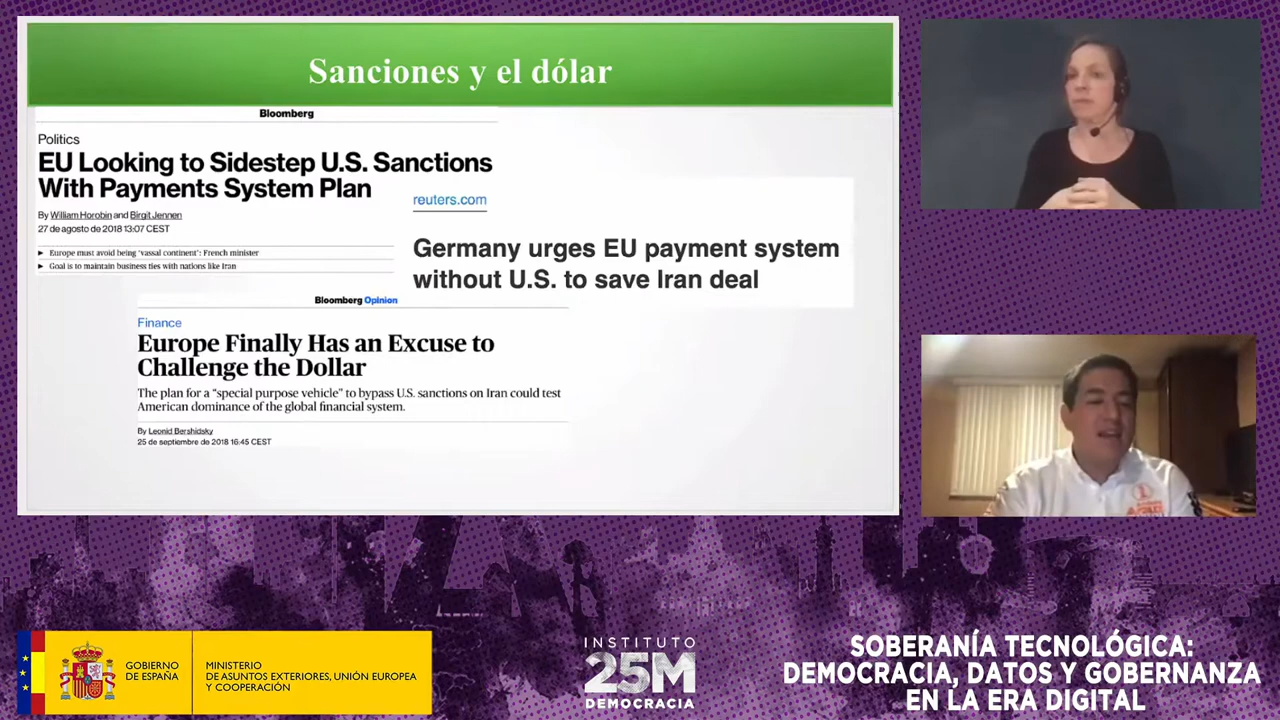 Sanciones y el dólar
Bloomberg
Politics
EU Looking to Sidestep U.S. Sanctions
With Payments System Plan
By William Horobin and Birgit Jennen
27 de agosto de 2018 13:07 CEST
► Europe must avoid being 'vassal continent': French minister
► Goal is to maintain business ties with nations like Iran
reuters.com
Germany urges EU payment system
without U.S. to save Iran deal
Bloomberg Opinion
Finance
Europe Finally Has an Excuse to
Challenge the Dollar
The plan for a “special purpose vehicle” to bypass U.S. sanctions on Iran could test
American dominance of the global financial system.
By Leonid Bershidsky
25 de septiembre de 2018 16:45 CEST
GOBIERNO
DE ESPAÑA
MINISTERIO
DE ASUNTOS EXTERIORES, UNIÓN EUROPEA
Y COOPERACIÓN
INSTITUTO
25M
DEMOCRACIA
SOBERANÍA TECNOLÓGICA:
DEMOCRACIA, DATOS Y GOBERNANZA
EN LA ERA DIGITAL